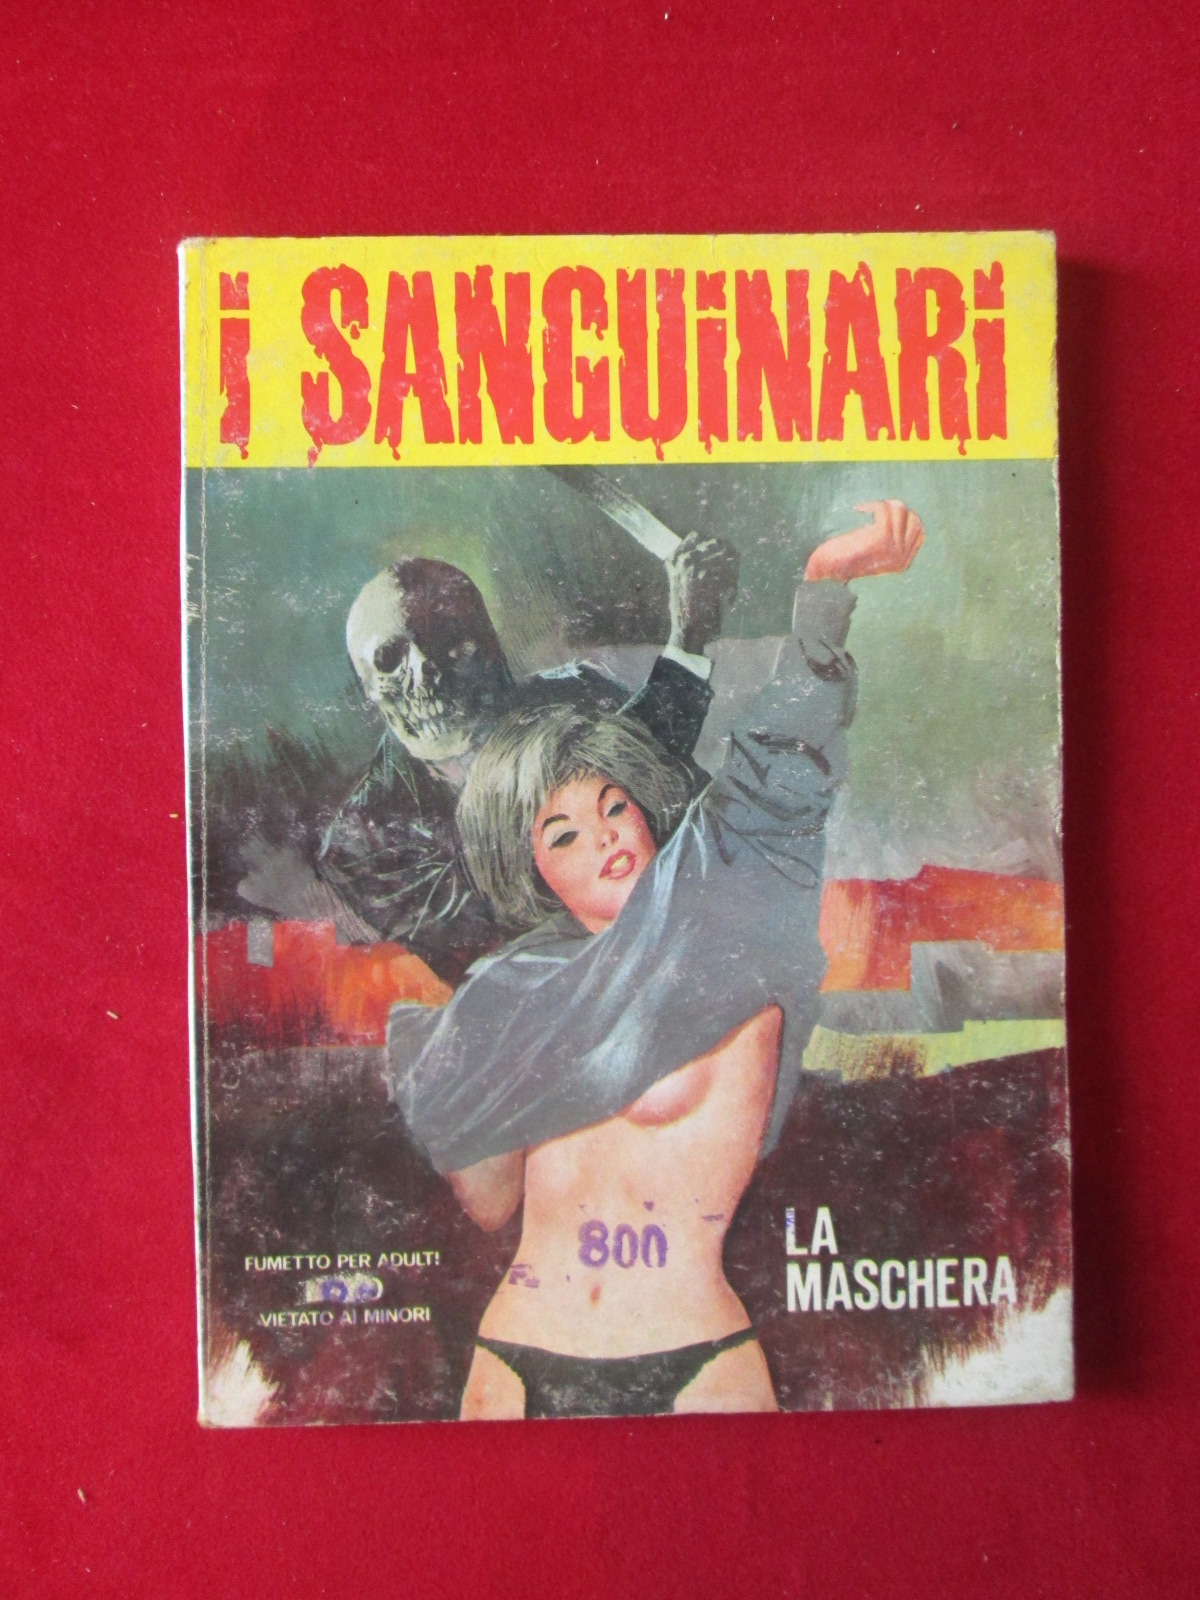 I SANGUINARI
800
LA
MASCHERA
FUMETTO PER ADULTI
VIETATO AI MINORI